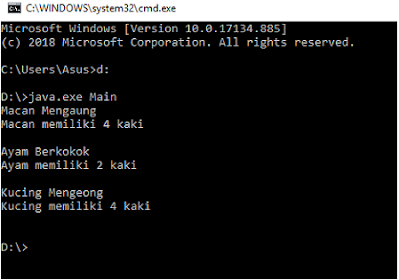 C:\WINDOWS\system32\cmd.exe
Microsoft Windows [Version 10.0.17134.885]
(c) 2018 Microsoft Corporation. All rights reserved.
C:\Users\Asus>d:
D:\>java.exe Main
Macan Mengaung
Macan memiliki 4 kaki
Ayam Berkokok
Ayam memiliki 2 kaki
Kucing Mengeong
Kucing memiliki 4 kaki
D:\>